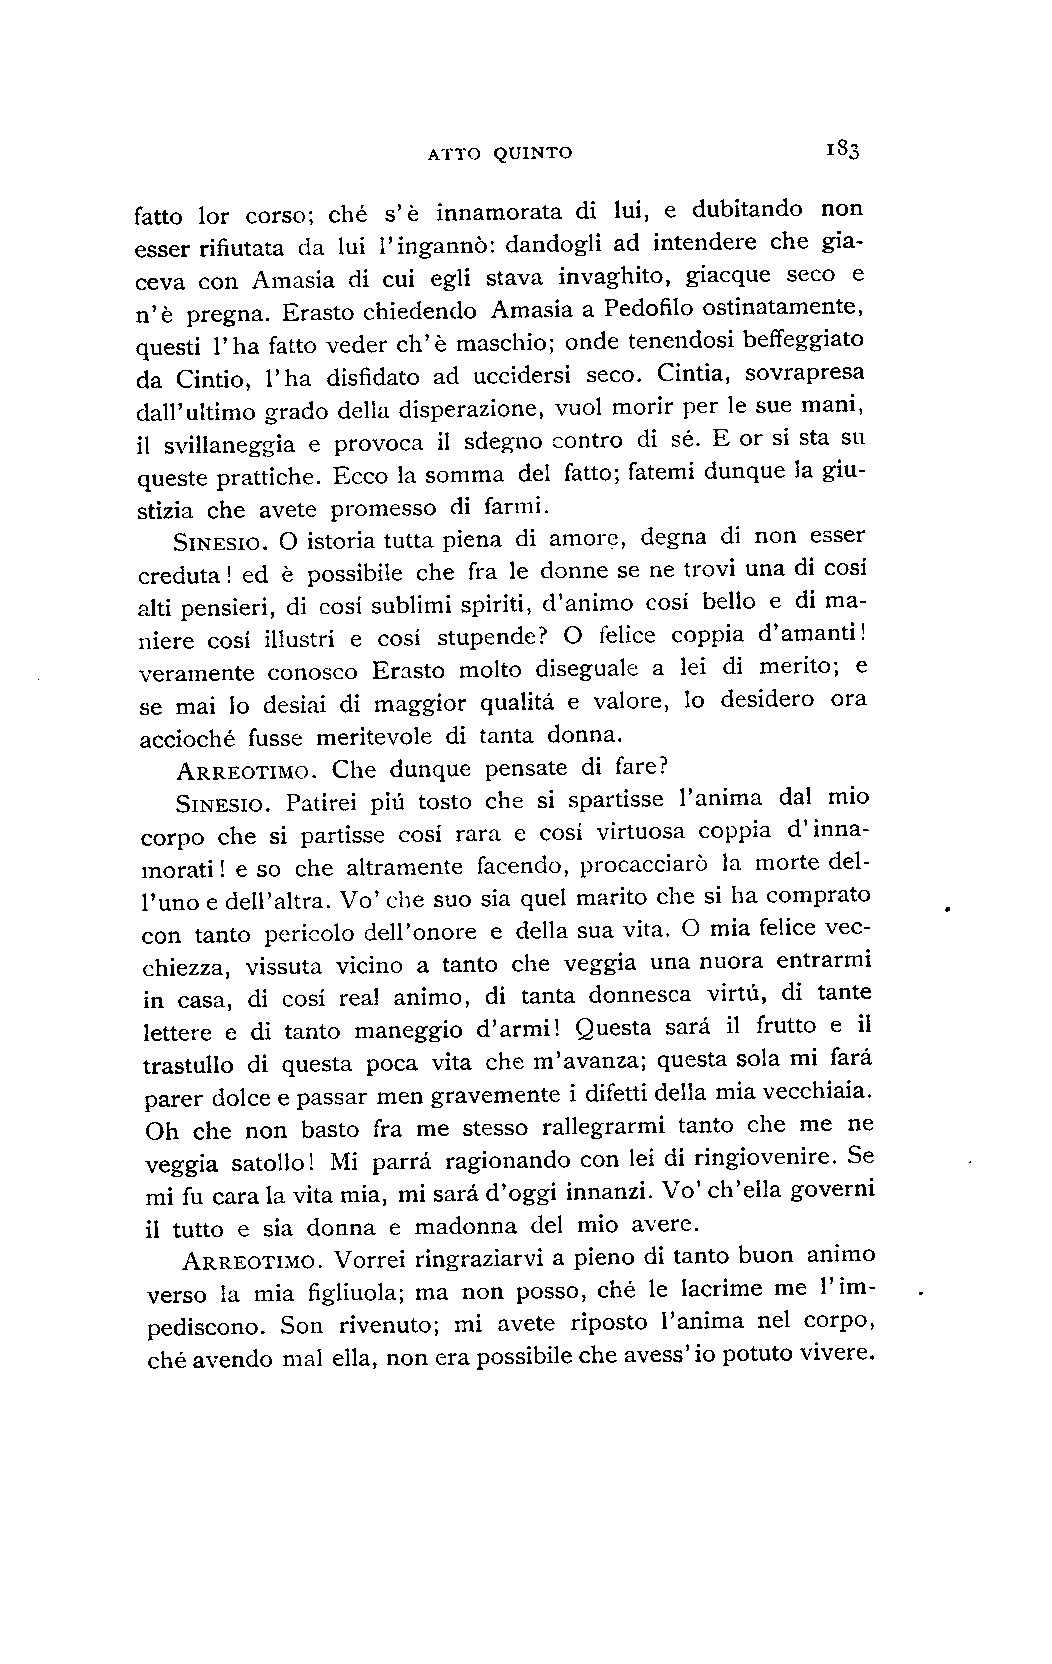 ATTO QUINTO 183
fatto lor corso; ché s'è innamorata di lui, e dubitando non
esser rifiutata da lui l'ingannò: dandogli ad intendere che gia-
ceva con Amasia di cui egli stava invaghito, giacque seco e
n'è pregna. Erasto chiedendo Amasia a Pedofilo ostinatamente,
questi l'ha fatto veder ch'è maschio; onde tenendosi beffeggiato
da Cintio, l'ha disfidato ad uccidersi seco. Cintia, sovrapresa
dall'ultimo grado della disperazione, vuol morir per le sue mani,
il svillaneggia e provoca il sdegno contro di sé. E or si sta su
queste prattiche. Ecco la somma del fatto; fatemi dunque la giu-
stizia che avete promesso di farmi.
SINESIO. O istoria tutta piena di amore, degna di non esser
creduta! ed è possibile che fra le donne se ne trovi una di cosí
alti pensieri, di cosí sublimi spiriti, d'animo cosí bello e di ma-
niere cosí illustri e cosí stupende? O felice coppia d'amanti!
veramente conosco Erasto molto diseguale a lei di merito; e
se mai lo desiai di maggior qualitá e valore, lo desidero ora
accioché fusse meritevole di tanta donna.
ARREOTIMO. Che dunque pensate di fare?
SINESIO. Patirei piú tosto che si spartisse l'anima dal mio
corpo che si partisse cosí rara e cosí virtuosa coppia d'inna-
morati! e so che altramente facendo, procacciarò la morte del-
l'uno e dell'altra. Vo' che suo sia quel marito che si ha comprato
con tanto pericolo dell'onore e della sua vita. O mia felice vec-
chiezza, vissuta vicino a tanto che veggia una nuora entrarmi
in casa, di cosí real animo, di tanta donnesca virtú, di tante
lettere e di tanto maneggio d'armi! Questa sará il frutto e il
trastullo di questa poca vita che m'avanza; questa sola mi fará
parer dolce e passar men gravemente i difetti della mia vecchiaia.
Oh che non basto fra me stesso rallegrarmi tanto che me ne
veggia satollo! Mi parrá ragionando con lei di ringiovenire. Se
mi fu cara la vita mia, mi sará d'oggi innanzi. Vo' ch'ella governi
il tutto e sia donna e madonna del mio avere.
ARREOTIMO. Vorrei ringraziarvi a pieno di tanto buon animo
verso la mia figliuola; ma non posso, ché le lacrime me l'im-
pediscono. Son rivenuto; mi avete riposto l'anima nel corpo,
ché avendo mal ella, non era possibile che avess'io potuto vivere.